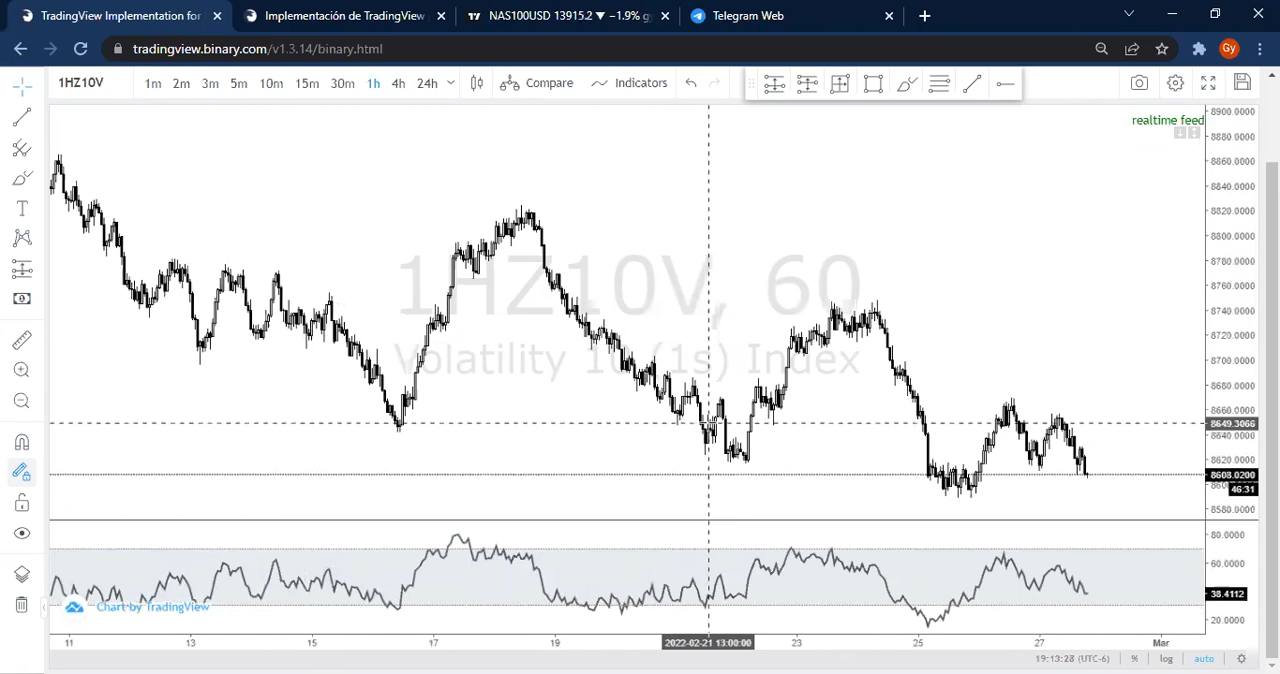 TradingView Implementation for
Implementación de TradingView
NAS100USD 13915.2 ▼ −1.9%
Telegram Web
tradingview.binary.com/v1.3.14/binary.html
Gy
1HZ10V
1m 2m 3m 5m 10m 15m 30m 1h 4h 24h
Compare
Indicators
realtime feed
1HZ10V, 60
Volatility 10 (1s) Index
8900.0000
8880.0000
8860.0000
8840.0000
8820.0000
8800.0000
8780.0000
8760.0000
8740.0000
8720.0000
8700.0000
8680.0000
8660.0000
8649.3066
8640.0000
8620.0000
8608.0200
46:31
8580.0000
80.0000
60.0000
38.4112
20.0000
Chart by TradingView
11 13 15 17 19 2022-02-21 13:00:00 23 25 27 Mar
19:13:28 (UTC-6) % log auto